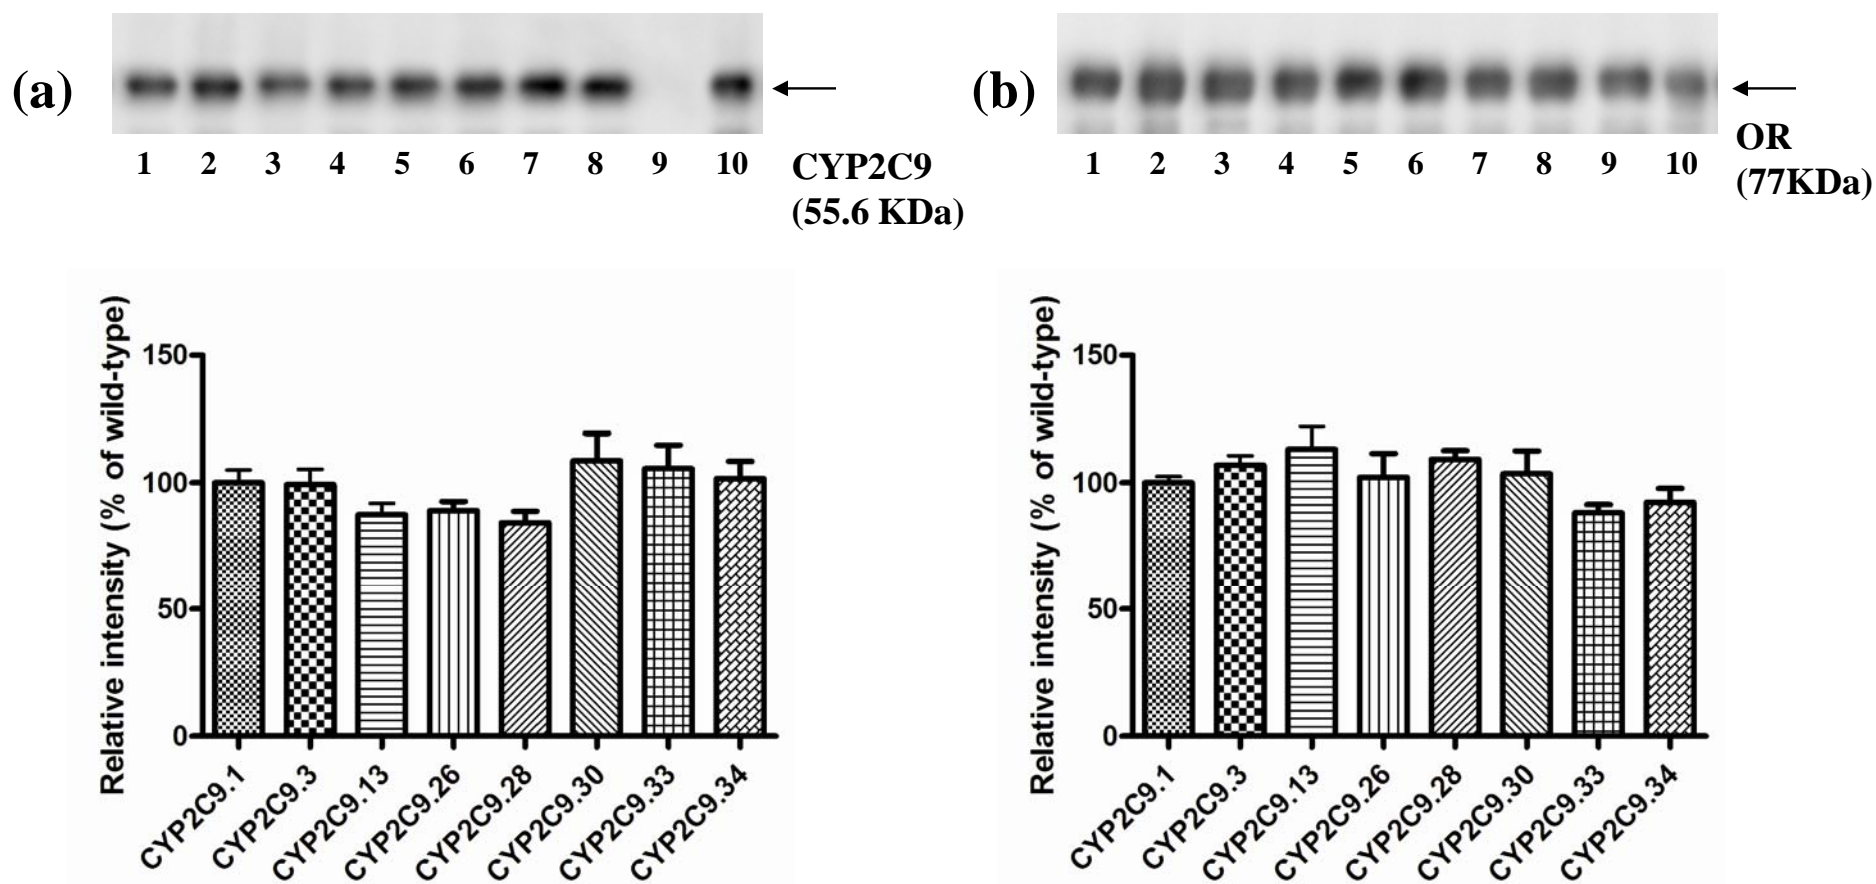 (a)
1 2 3 4 5 6 7 8 9 10
CYP2C9
(55.6 KDa)
(b)
1 2 3 4 5 6 7 8 9 10
OR
(77KDa)
Relative intensity (% of wild-type)
150
100
50
0
CYP2C9.1
CYP2C9.3
CYP2C9.13
CYP2C9.26
CYP2C9.28
CYP2C9.30
CYP2C9.33
CYP2C9.34
Relative intensity (% of wild-type)
150
100
50
0
CYP2C9.1
CYP2C9.3
CYP2C9.13
CYP2C9.26
CYP2C9.28
CYP2C9.30
CYP2C9.33
CYP2C9.34